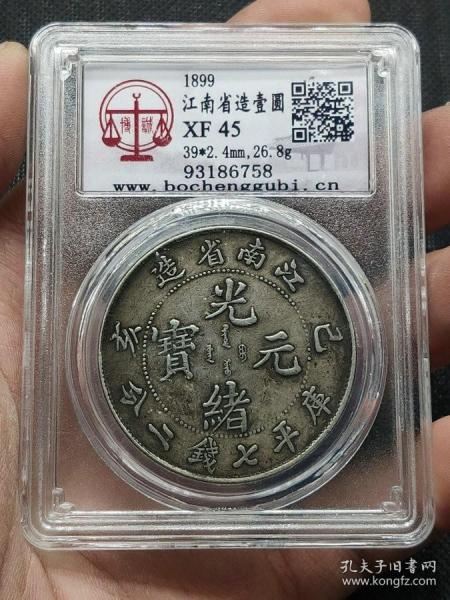 1899
江南省造壹圆
XF 45
39*2.4mm,26.8g
93186758
www.bochenggubi.cn
江南省造
己亥
光緒元寶
庫平七錢二分
孔夫子旧书网
www.kongfz.com